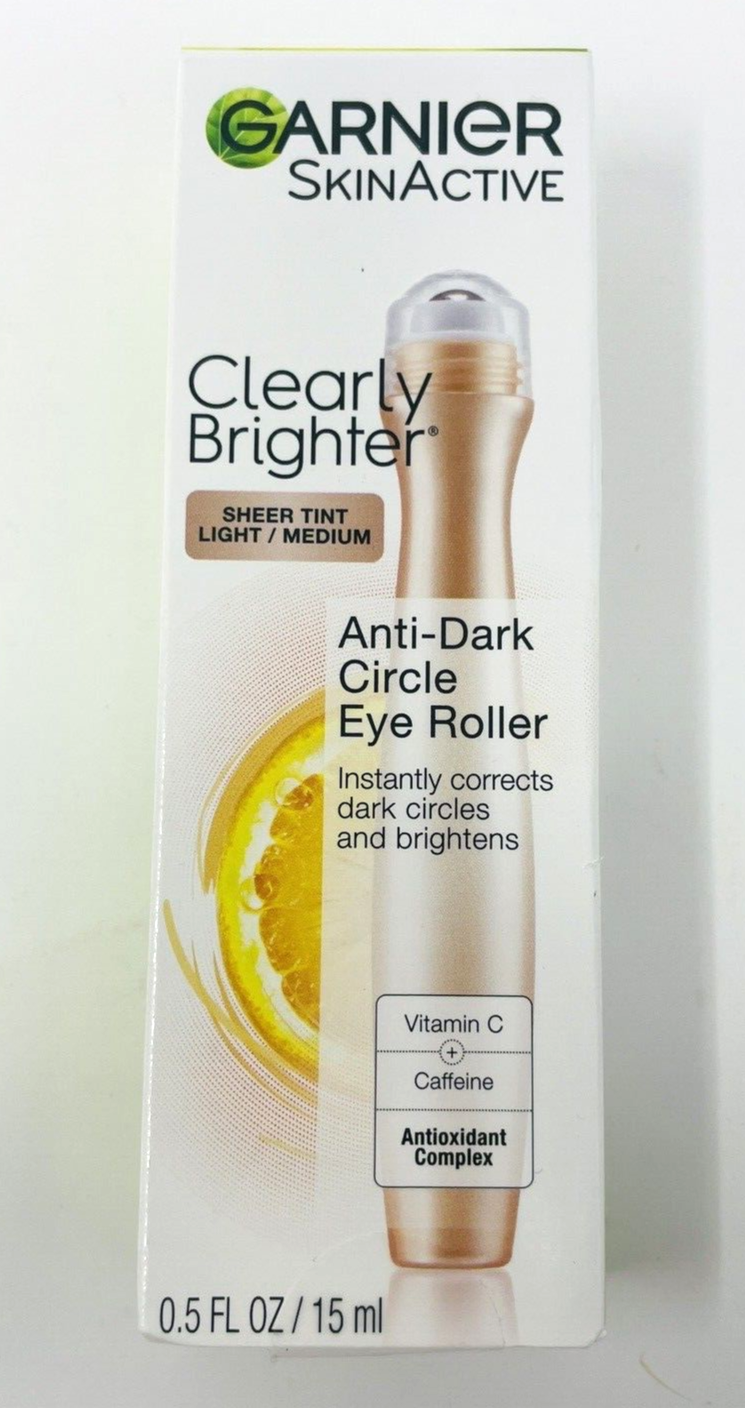 GARNIER
SKINACTIVE
Clearly
Brighter®
SHEER TINT
LIGHT / MEDIUM
Anti-Dark
Circle
Eye Roller
Instantly corrects
dark circles
and brightens
Vitamin C
+
Caffeine
Antioxidant
Complex
0.5 FL OZ / 15 ml